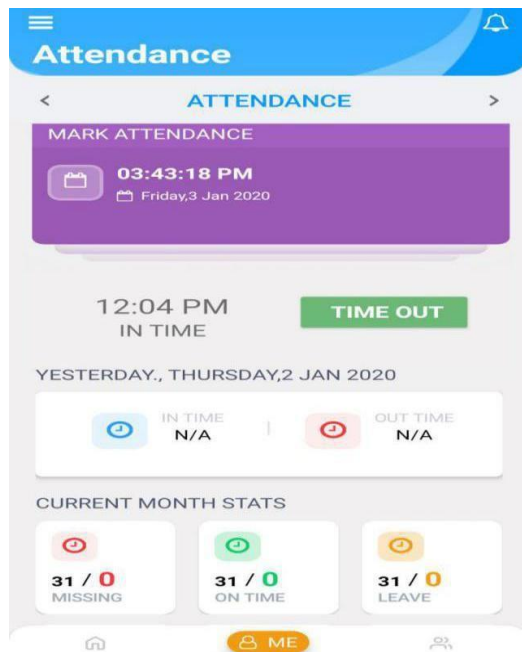 Attendance
< ATTENDANCE >
MARK ATTENDANCE
03:43:18 PM
Friday,3 Jan 2020
12:04 PM
IN TIME
TIME OUT
YESTERDAY., THURSDAY,2 JAN 2020
IN TIME
N/A
OUT TIME
N/A
CURRENT MONTH STATS
31 / 0
MISSING
31 / 0
ON TIME
31 / 0
LEAVE
ME